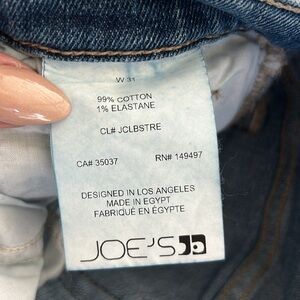 W 31
99% COTTON
1% ELASTANE
CL# JCLBSTRE
CA# 35037 RN# 149497
DESIGNED IN LOS ANGELES
MADE IN EGYPT
FABRIQUÉ EN ÉGYPTE
JOE'S